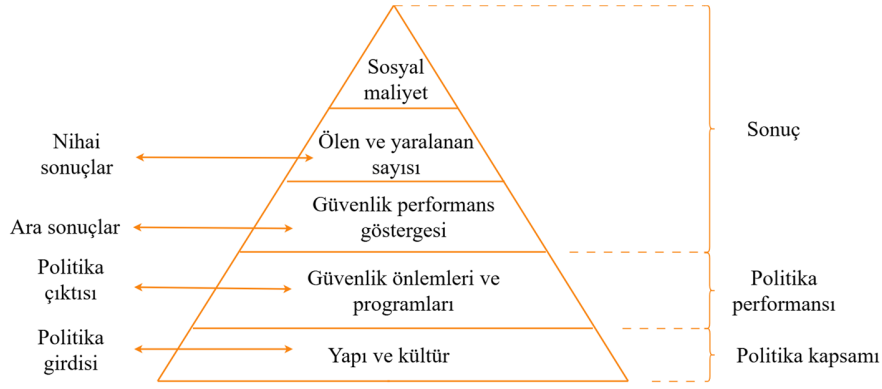 Sosyal
maliyet
Nihai
sonuçlar
Ölen ve yaralanan
sayısı
Sonuç
Ara sonuçlar
Güvenlik performans
göstergesi
Politika
çıktısı
Güvenlik önlemleri ve
programları
Politika
performansı
Politika
girdisi
Yapı ve kültür
Politika kapsamı